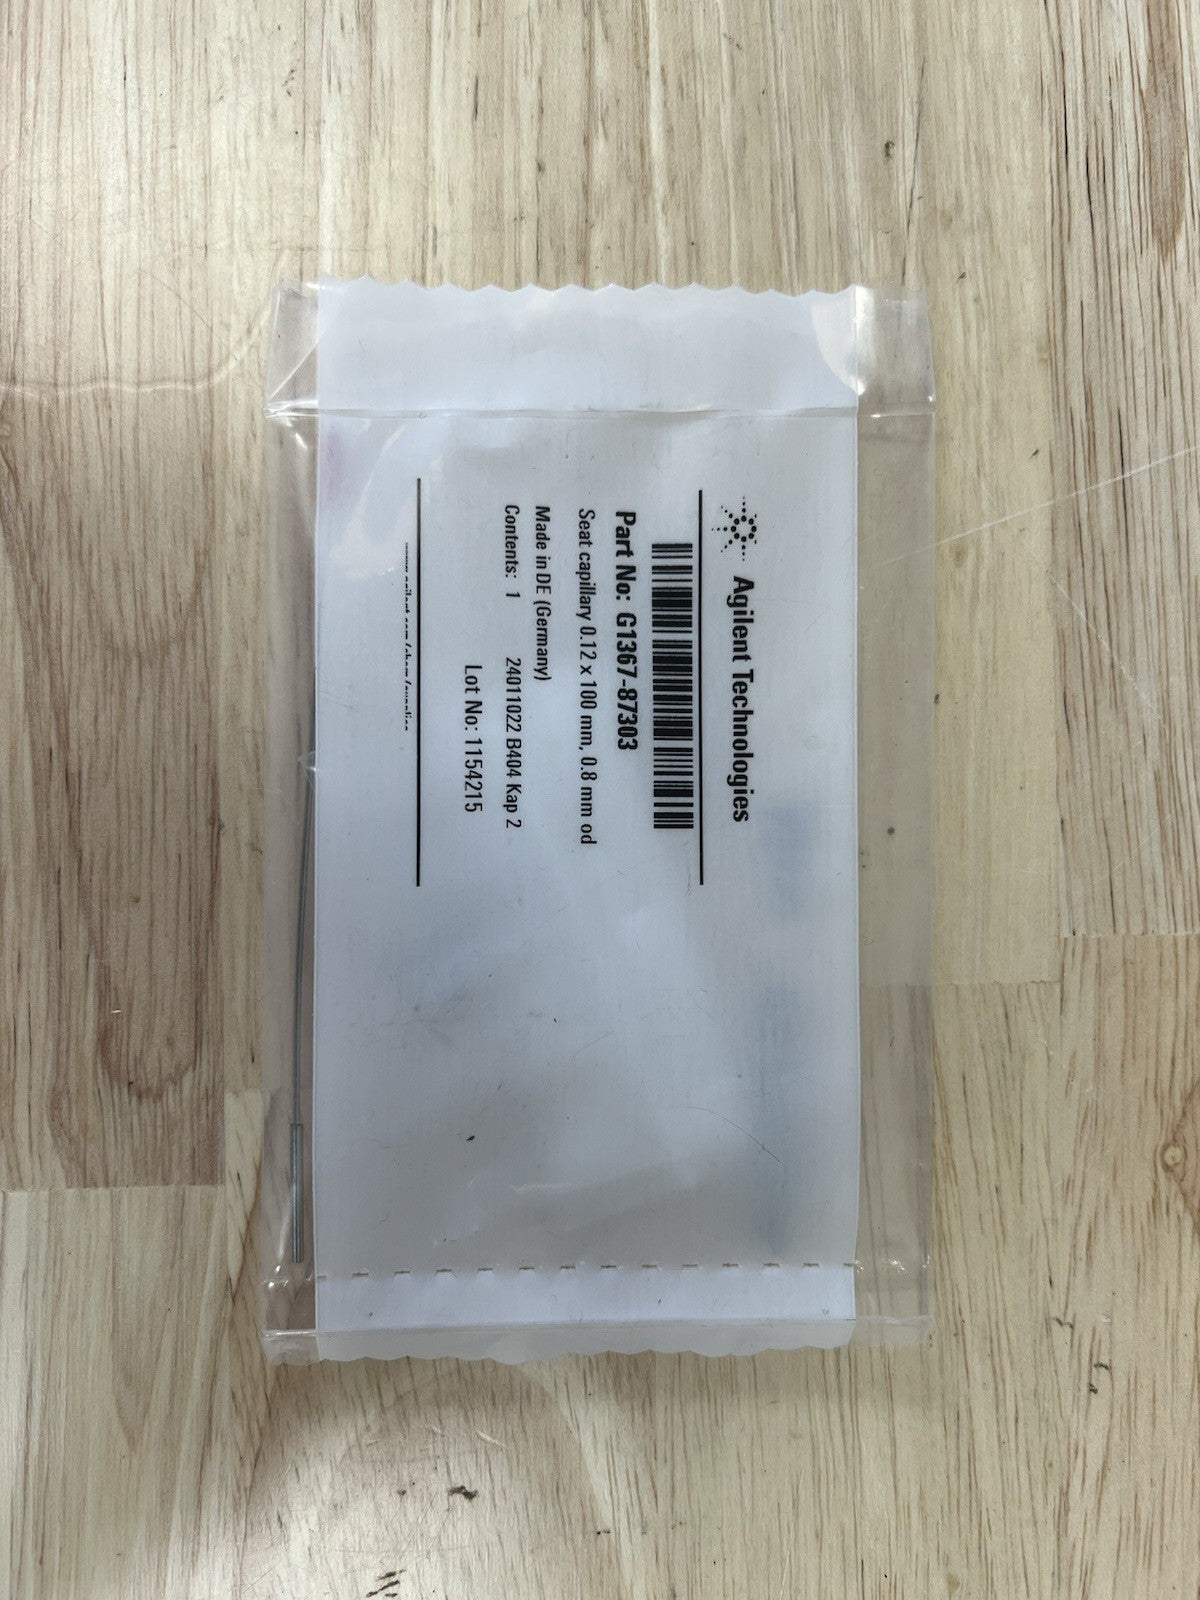 Agilent Technologies
Part No: G1367-87303
Seat capillary 0.12 x 100 mm, 0.8 mm od
Made in DE (Germany)
Contents: 1 24011022 B404 Kap 2
Lot No: 1154215